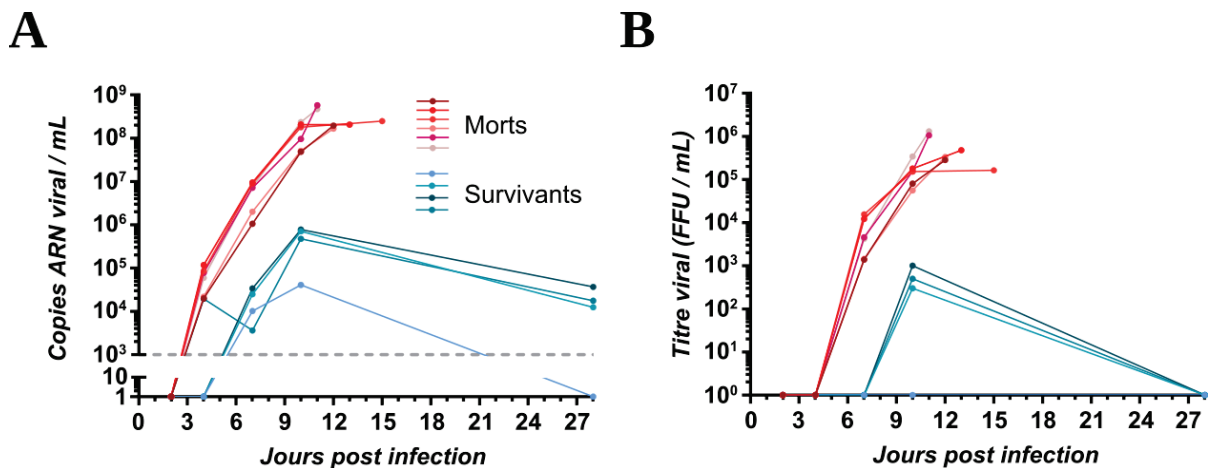 A
Copies ARN viral / mL
10⁹
10⁸
10⁷
10⁶
10⁵
10⁴
10³
10
1
0 3 6 9 12 15 18 21 24 27
Jours post infection
Morts
Survivants
B
Titre viral (FFU / mL)
10⁷
10⁶
10⁵
10⁴
10³
10²
10¹
10⁰
0 3 6 9 12 15 18 21 24 27
Jours post infection